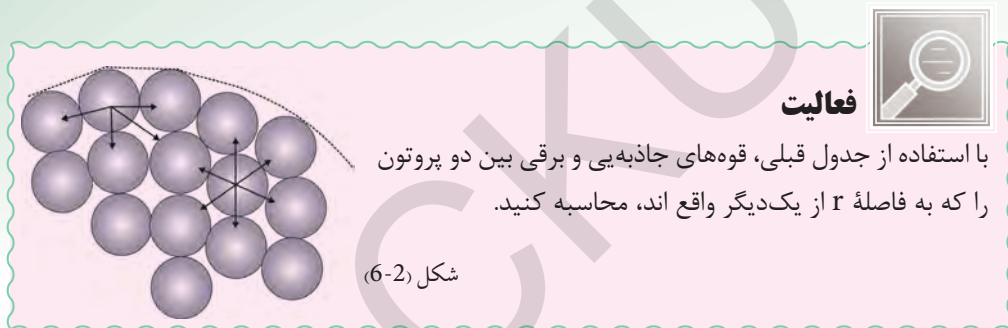 فعالیت
با استفاده از جدول قبلی، قوه‌های جاذبه‌یی و برقی بین دو پروتون
را که به فاصلهٔ r از یک‌دیگر واقع اند، محاسبه کنید.
شکل (2-6)
CKU